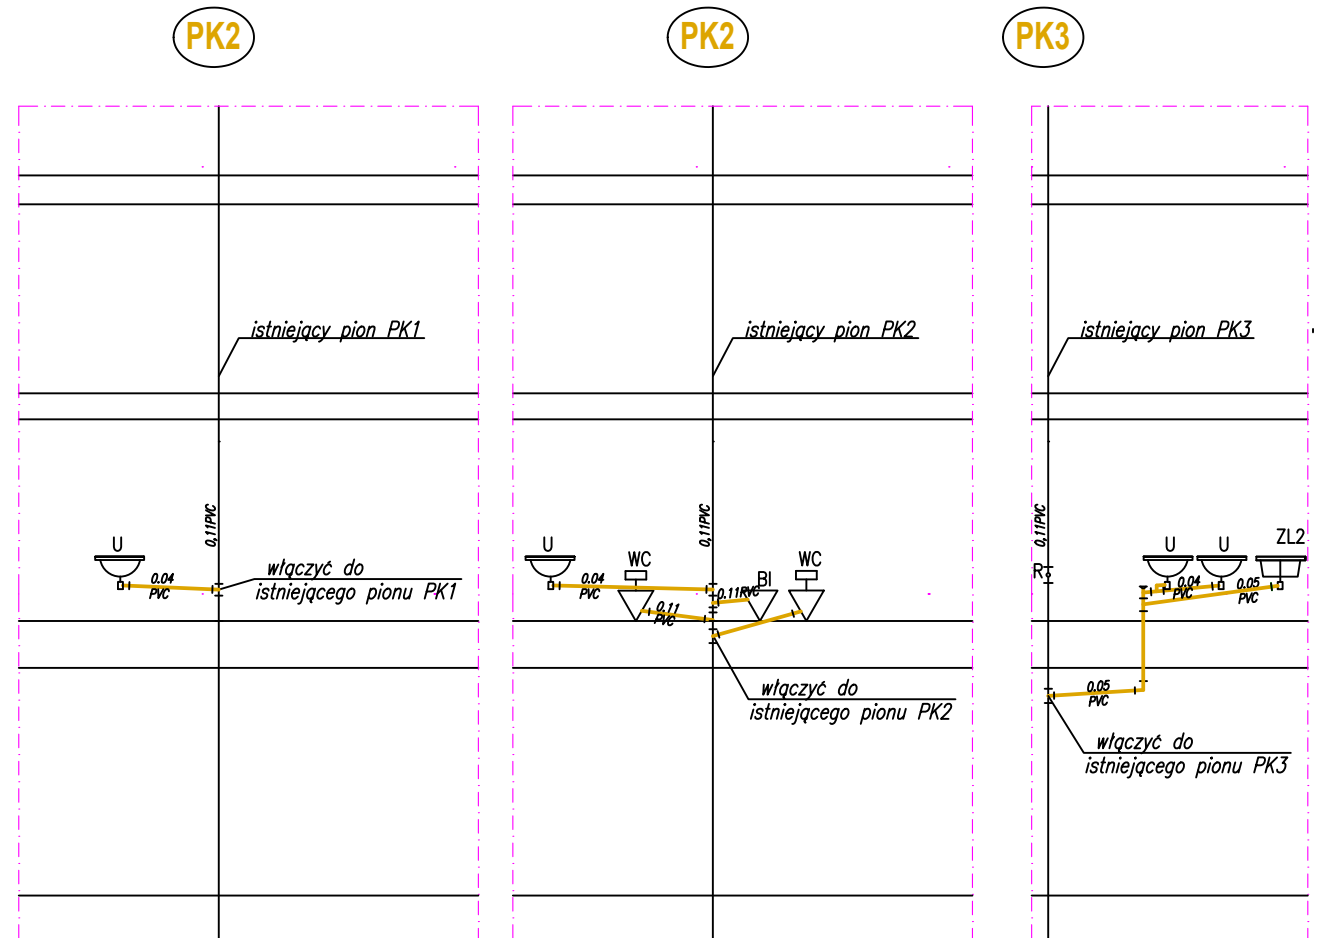 PK2
PK2
PK3
istniejący pion PK1
istniejący pion PK2
istniejący pion PK3
0,11PVC
0,11PVC
0,11PVC
U
0.04
PVC
włączyć do
istniejącego pionu PK1
U
0.04
PVC
WC
0.11
PVC
0.11PVC
BI
WC
włączyć do
istniejącego pionu PK2
R
U
U
ZL2
0.04
PVC
0.05
PVC
0.05
PVC
włączyć do
istniejącego pionu PK3